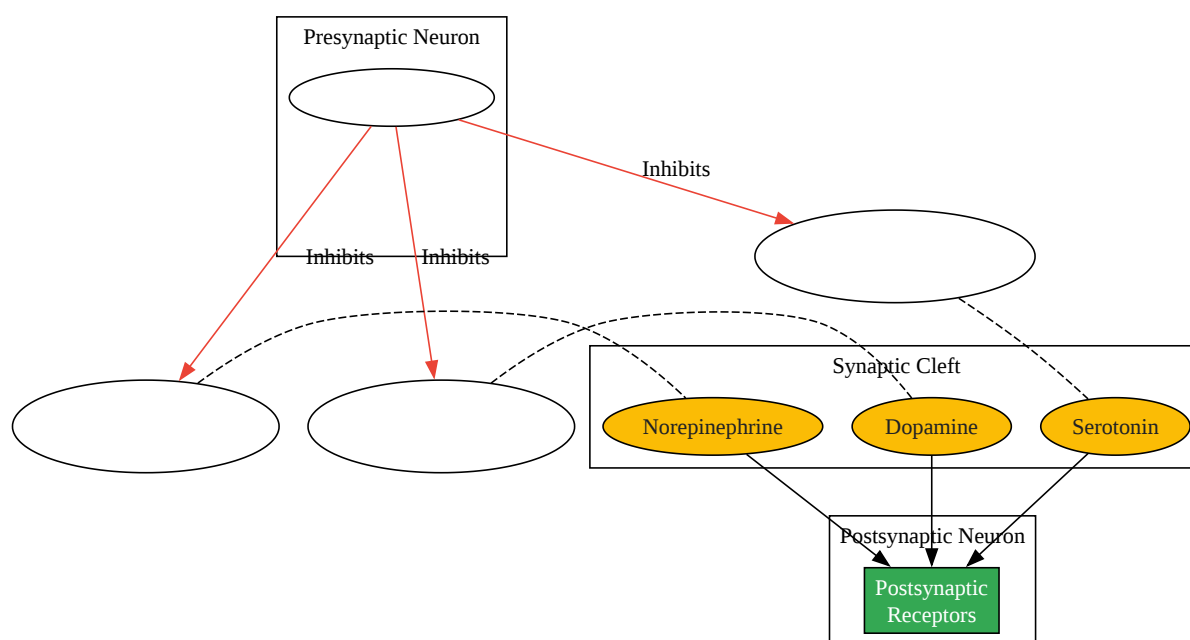 Presynaptic Neuron
Inhibits
Inhibits
Inhibits
Synaptic Cleft
Norepinephrine
Dopamine
Serotonin
Postsynaptic Neuron
Postsynaptic
Receptors